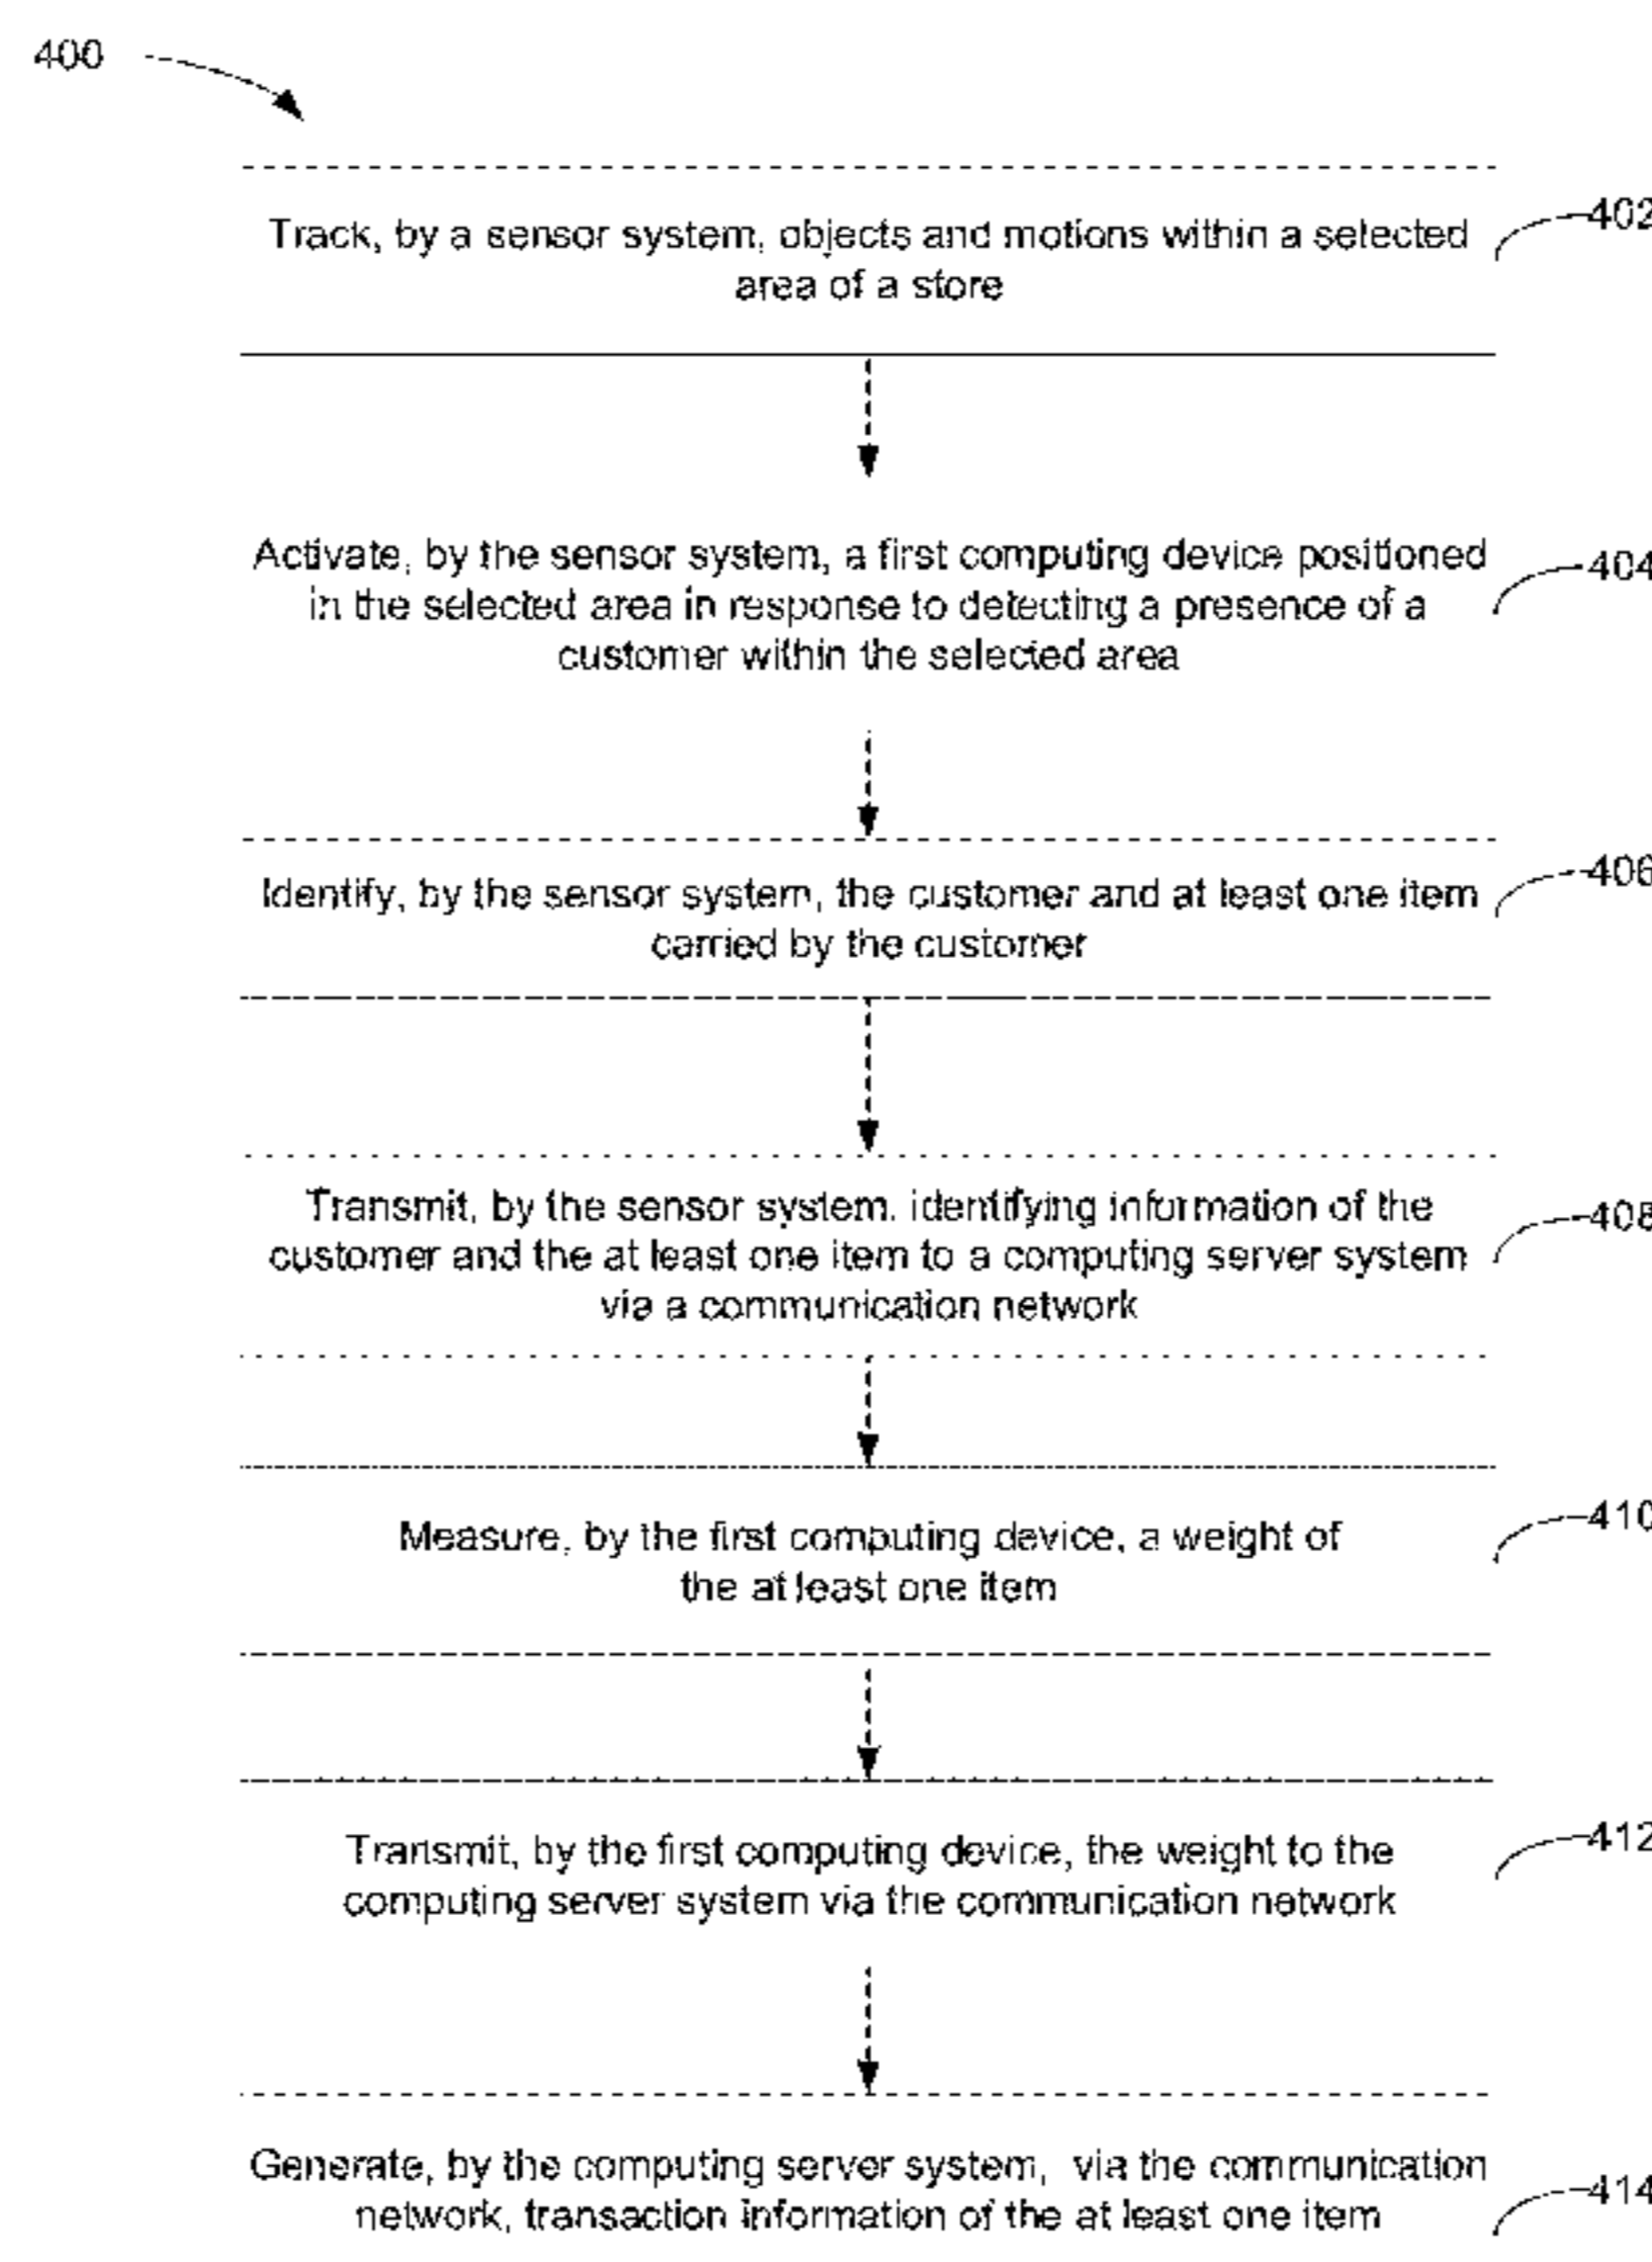 400
Track, by a sensor system, objects and motions within a selected
area of a store
402
Activate, by the sensor system, a first computing device positioned
in the selected area in response to detecting a presence of a
customer within the selected area
404
Identify, by the sensor system, the customer and at least one item
carried by the customer
406
Transmit, by the sensor system, identifying information of the
customer and the at least one item to a computing server system
via a communication network
408
Measure, by the first computing device, a weight of
the at least one item
410
Transmit, by the first computing device, the weight to the
computing server system via the communication network
412
Generate, by the computing server system, via the communication
network, transaction information of the at least one item
414